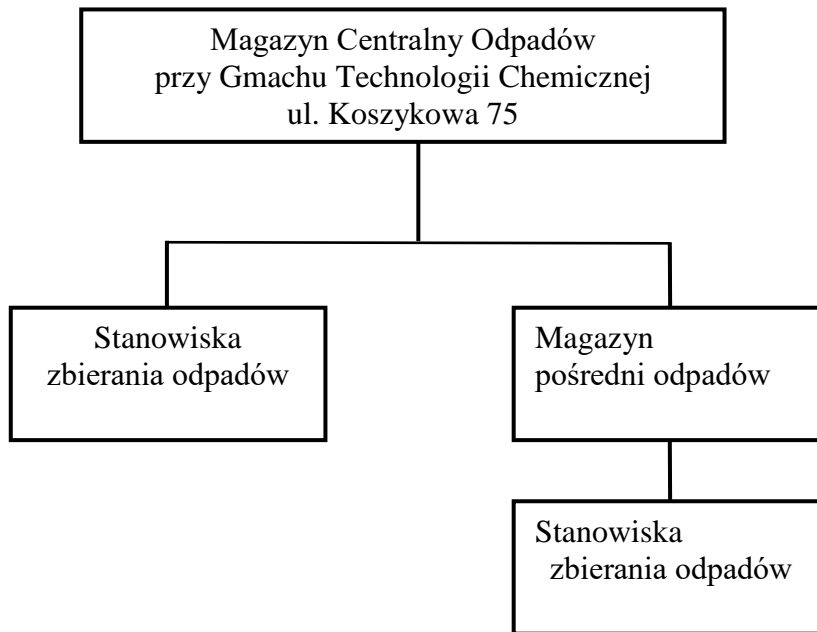 Magazyn Centralny Odpadów
przy Gmachu Technologii Chemicznej
ul. Koszykowa 75
Stanowiska
zbierania odpadów
Magazyn
pośredni odpadów
Stanowiska
zbierania odpadów